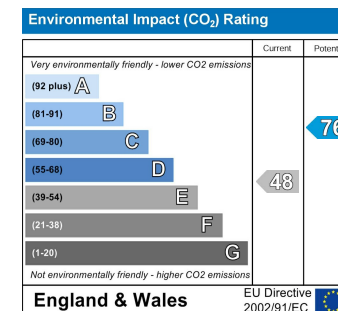 Environmental Impact (CO₂) Rating
Current
Very environmentally friendly - lower CO2 emissions
(92 plus) A
(81-91) B
76
(69-80) C
(55-68) D
48
(39-54) E
(21-38) F
(1-20) G
Not environmentally friendly - higher CO2 emissions
England & Wales
EU Directive
2002/91/EC